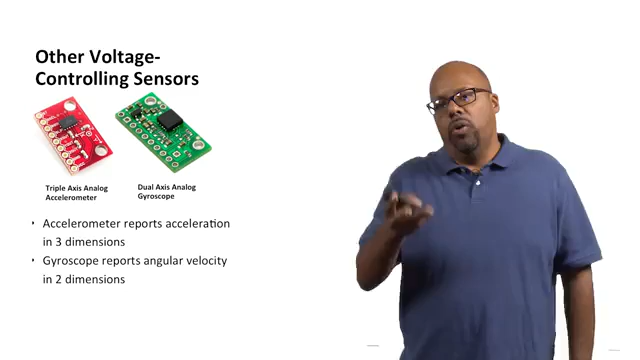 Other Voltage-
Controlling Sensors
Triple Axis Analog
Accelerometer
Dual Axis Analog
Gyroscope
• Accelerometer reports acceleration
in 3 dimensions
• Gyroscope reports angular velocity
in 2 dimensions